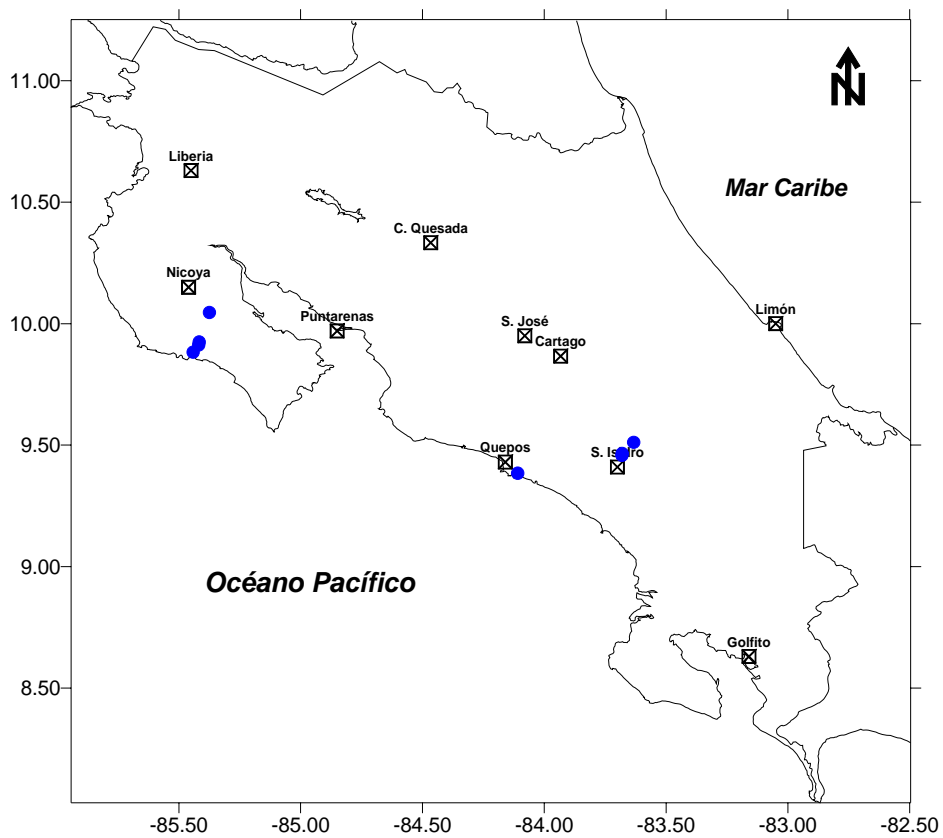 N
11.00
Liberia
10.50
Mar Caribe
C. Quesada
Nicoya
Puntarenas
Limón
10.00
S. José
Cartago
Quepos
9.50
S. Isidro
9.00
Océano Pacífico
Golfito
8.50
-85.50
-85.00
-84.50
-84.00
-83.50
-83.00
-82.50